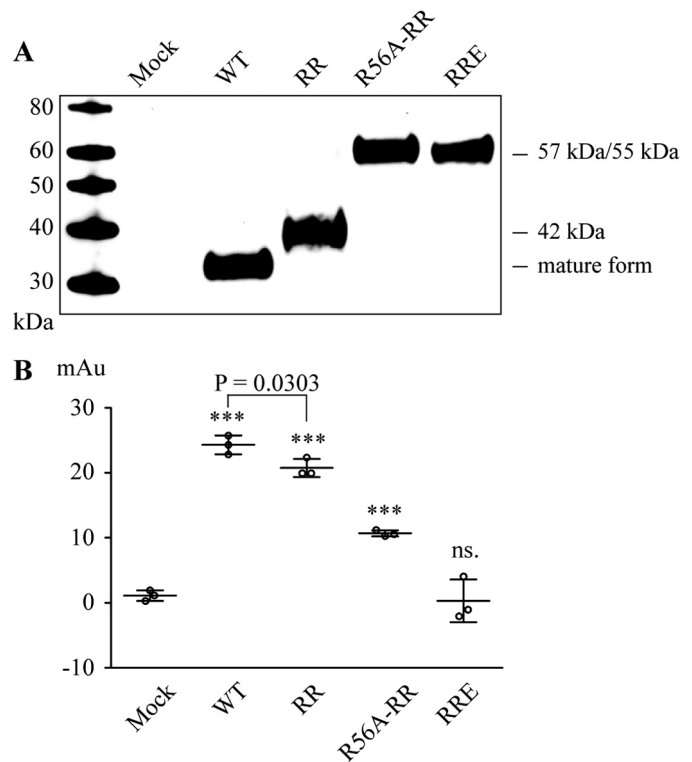 A
Mock WT RR R56A-RR RRE
80
60
50
40
30
kDa
57 kDa/55 kDa
42 kDa
mature form
B
mAu
P = 0.0303
***
***
***
ns.
30
20
10
0
-10
Mock WT RR R56A-RR RRE